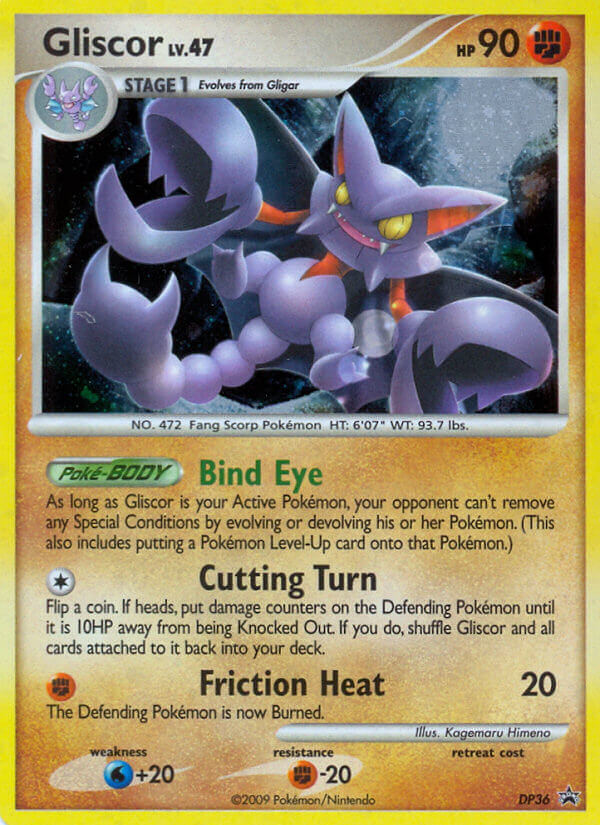 Gliscor LV.47
HP 90
STAGE 1 Evolves from Gligar
NO. 472 Fang Scorp Pokémon HT: 6'07" WT: 93.7 lbs.
Poké-BODY Bind Eye
As long as Gliscor is your Active Pokémon, your opponent can't remove
any Special Conditions by evolving or devolving his or her Pokémon. (This
also includes putting a Pokémon Level-Up card onto that Pokémon.)
Cutting Turn
Flip a coin. If heads, put damage counters on the Defending Pokémon until
it is 10HP away from being Knocked Out. If you do, shuffle Gliscor and all
cards attached to it back into your deck.
Friction Heat 20
The Defending Pokémon is now Burned.
Illus. Kagemaru Himeno
weakness resistance retreat cost
+20 -20
©2009 Pokémon/Nintendo DP36